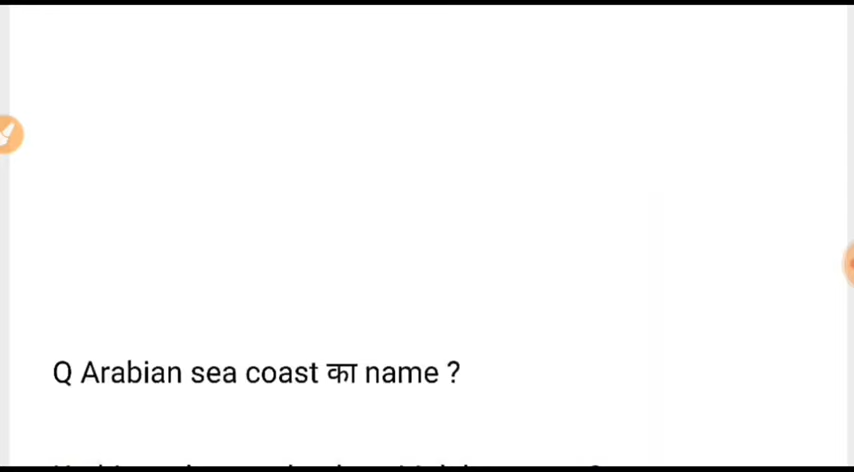 Q Arabian sea coast का name ?